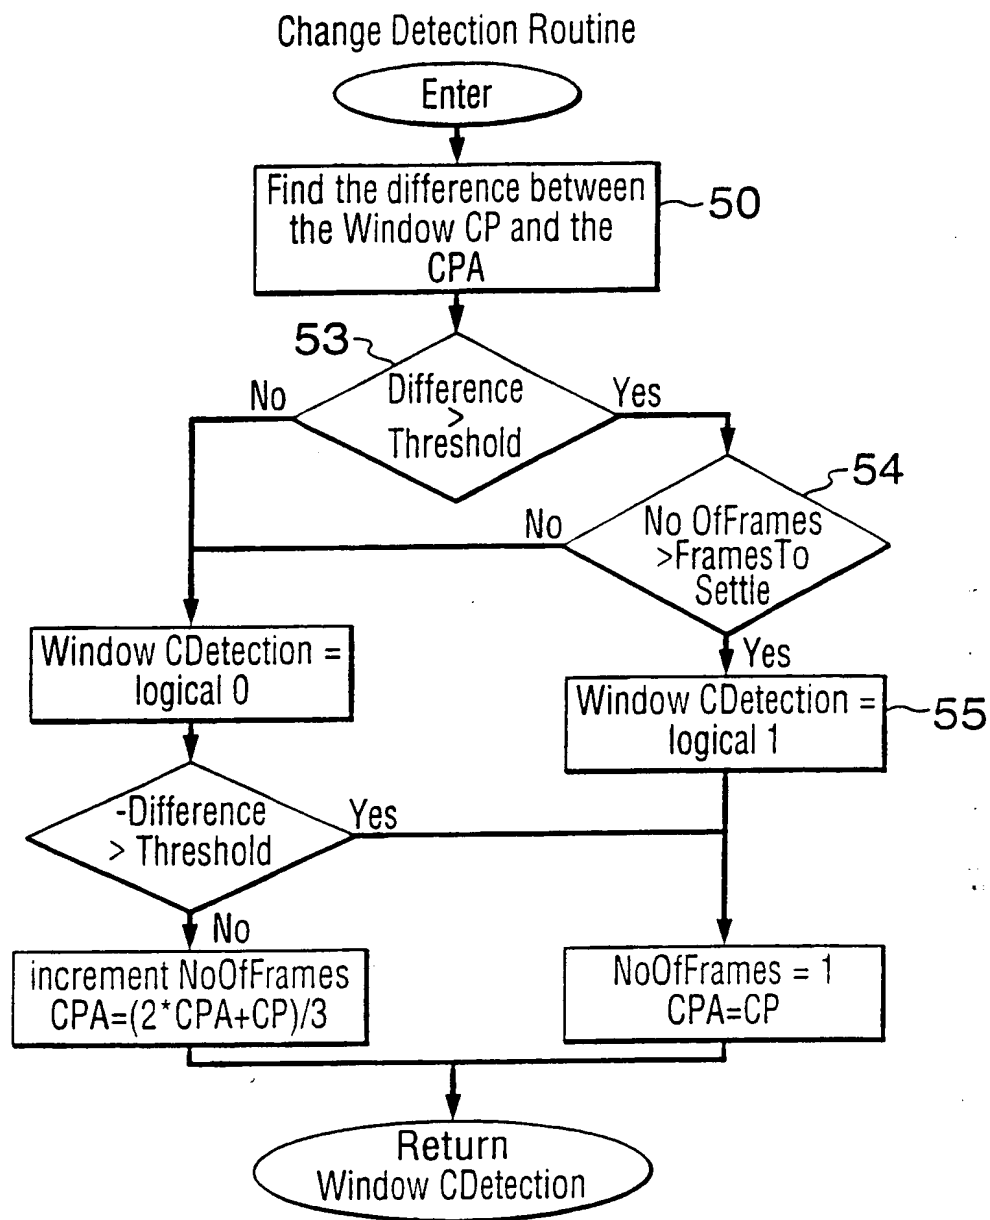 Change Detection Routine
Enter
Find the difference between
the Window CP and the
CPA
50
53
Difference
>
Threshold
No
Yes
54
No OfFrames
>FramesTo
Settle
No
Yes
Window CDetection =
logical 0
Window CDetection =
logical 1
55
-Difference
> Threshold
Yes
No
increment NoOfFrames
CPA=(2*CPA+CP)/3
NoOfFrames = 1
CPA=CP
Return
Window CDetection